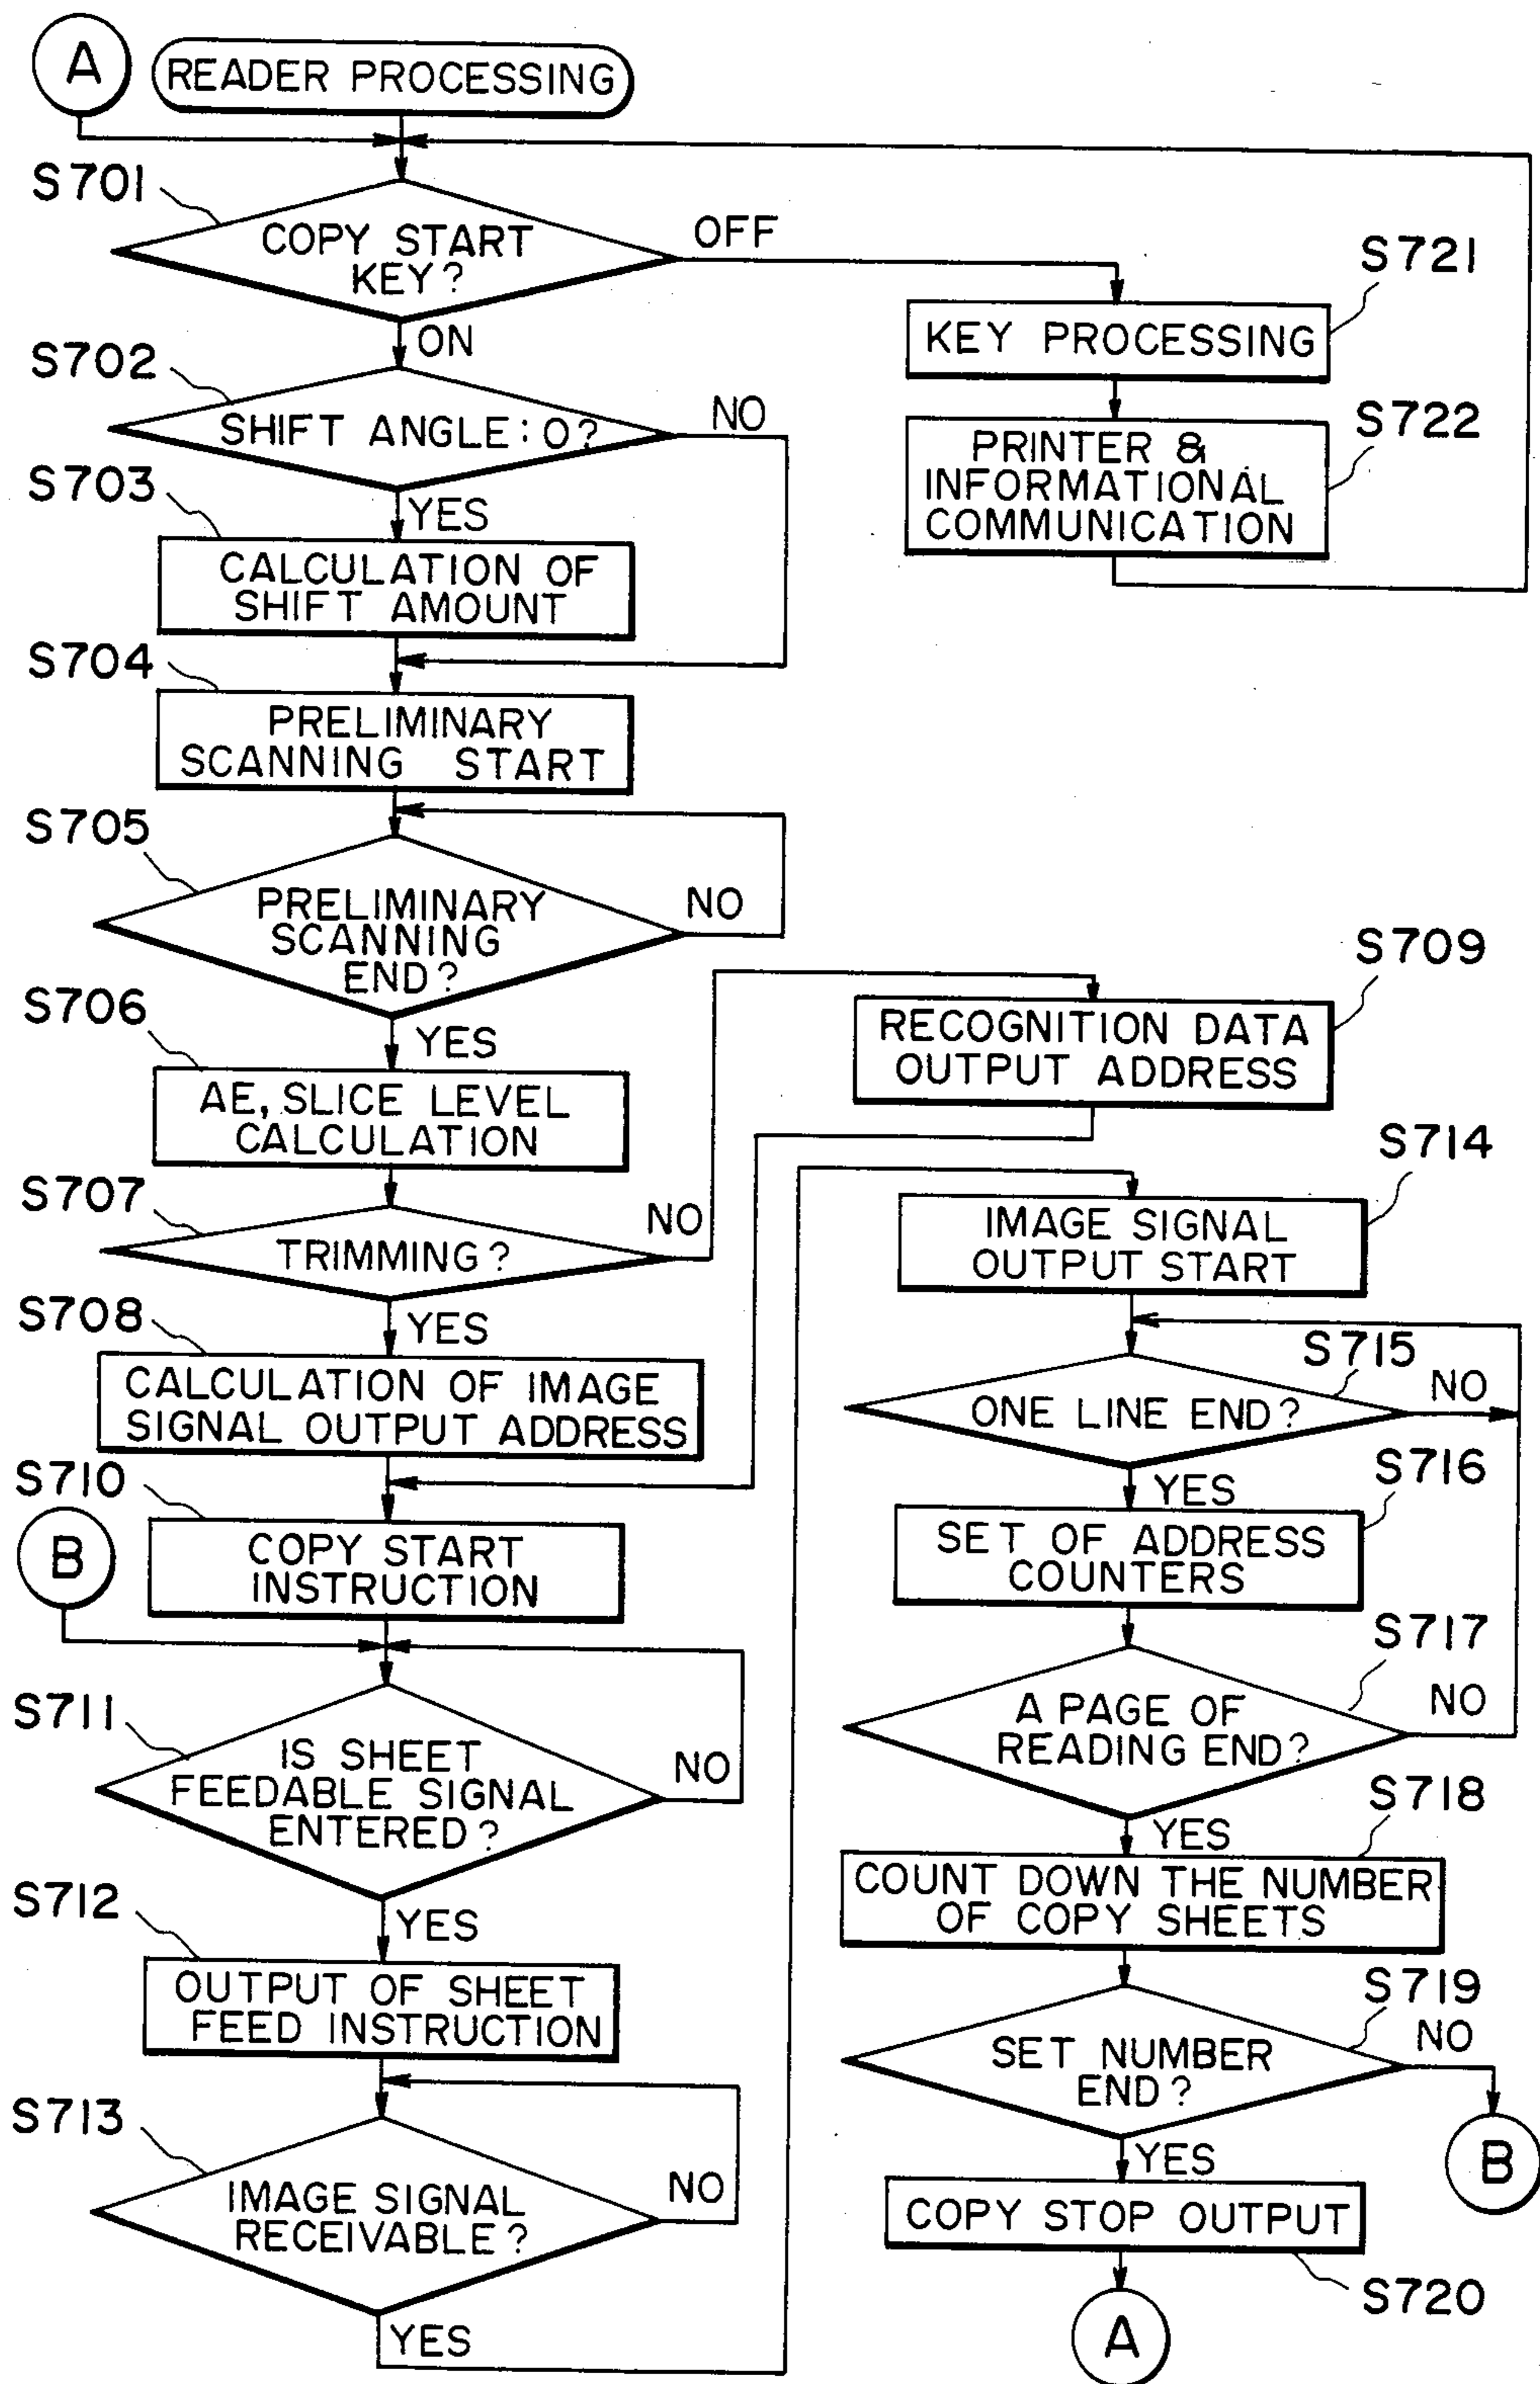 A
READER PROCESSING
S701
COPY START
KEY?
OFF
ON
S721
KEY PROCESSING
S722
PRINTER &
INFORMATIONAL
COMMUNICATION
S702
SHIFT ANGLE:0?
NO
YES
S703
CALCULATION OF
SHIFT AMOUNT
S704
PRELIMINARY
SCANNING START
S705
PRELIMINARY
SCANNING
END?
NO
YES
S706
AE, SLICE LEVEL
CALCULATION
S707
TRIMMING?
NO
YES
S708
CALCULATION OF IMAGE
SIGNAL OUTPUT ADDRESS
S709
RECOGNITION DATA
OUTPUT ADDRESS
S710
COPY START
INSTRUCTION
B
S711
IS SHEET
FEEDABLE SIGNAL
ENTERED?
NO
YES
S712
OUTPUT OF SHEET
FEED INSTRUCTION
S713
IMAGE SIGNAL
RECEIVABLE?
NO
YES
S714
IMAGE SIGNAL
OUTPUT START
S715
ONE LINE END?
NO
YES
S716
SET OF ADDRESS
COUNTERS
S717
A PAGE OF
READING END?
NO
YES
S718
COUNT DOWN THE NUMBER
OF COPY SHEETS
S719
SET NUMBER
END?
NO
B
YES
COPY STOP OUTPUT
S720
A